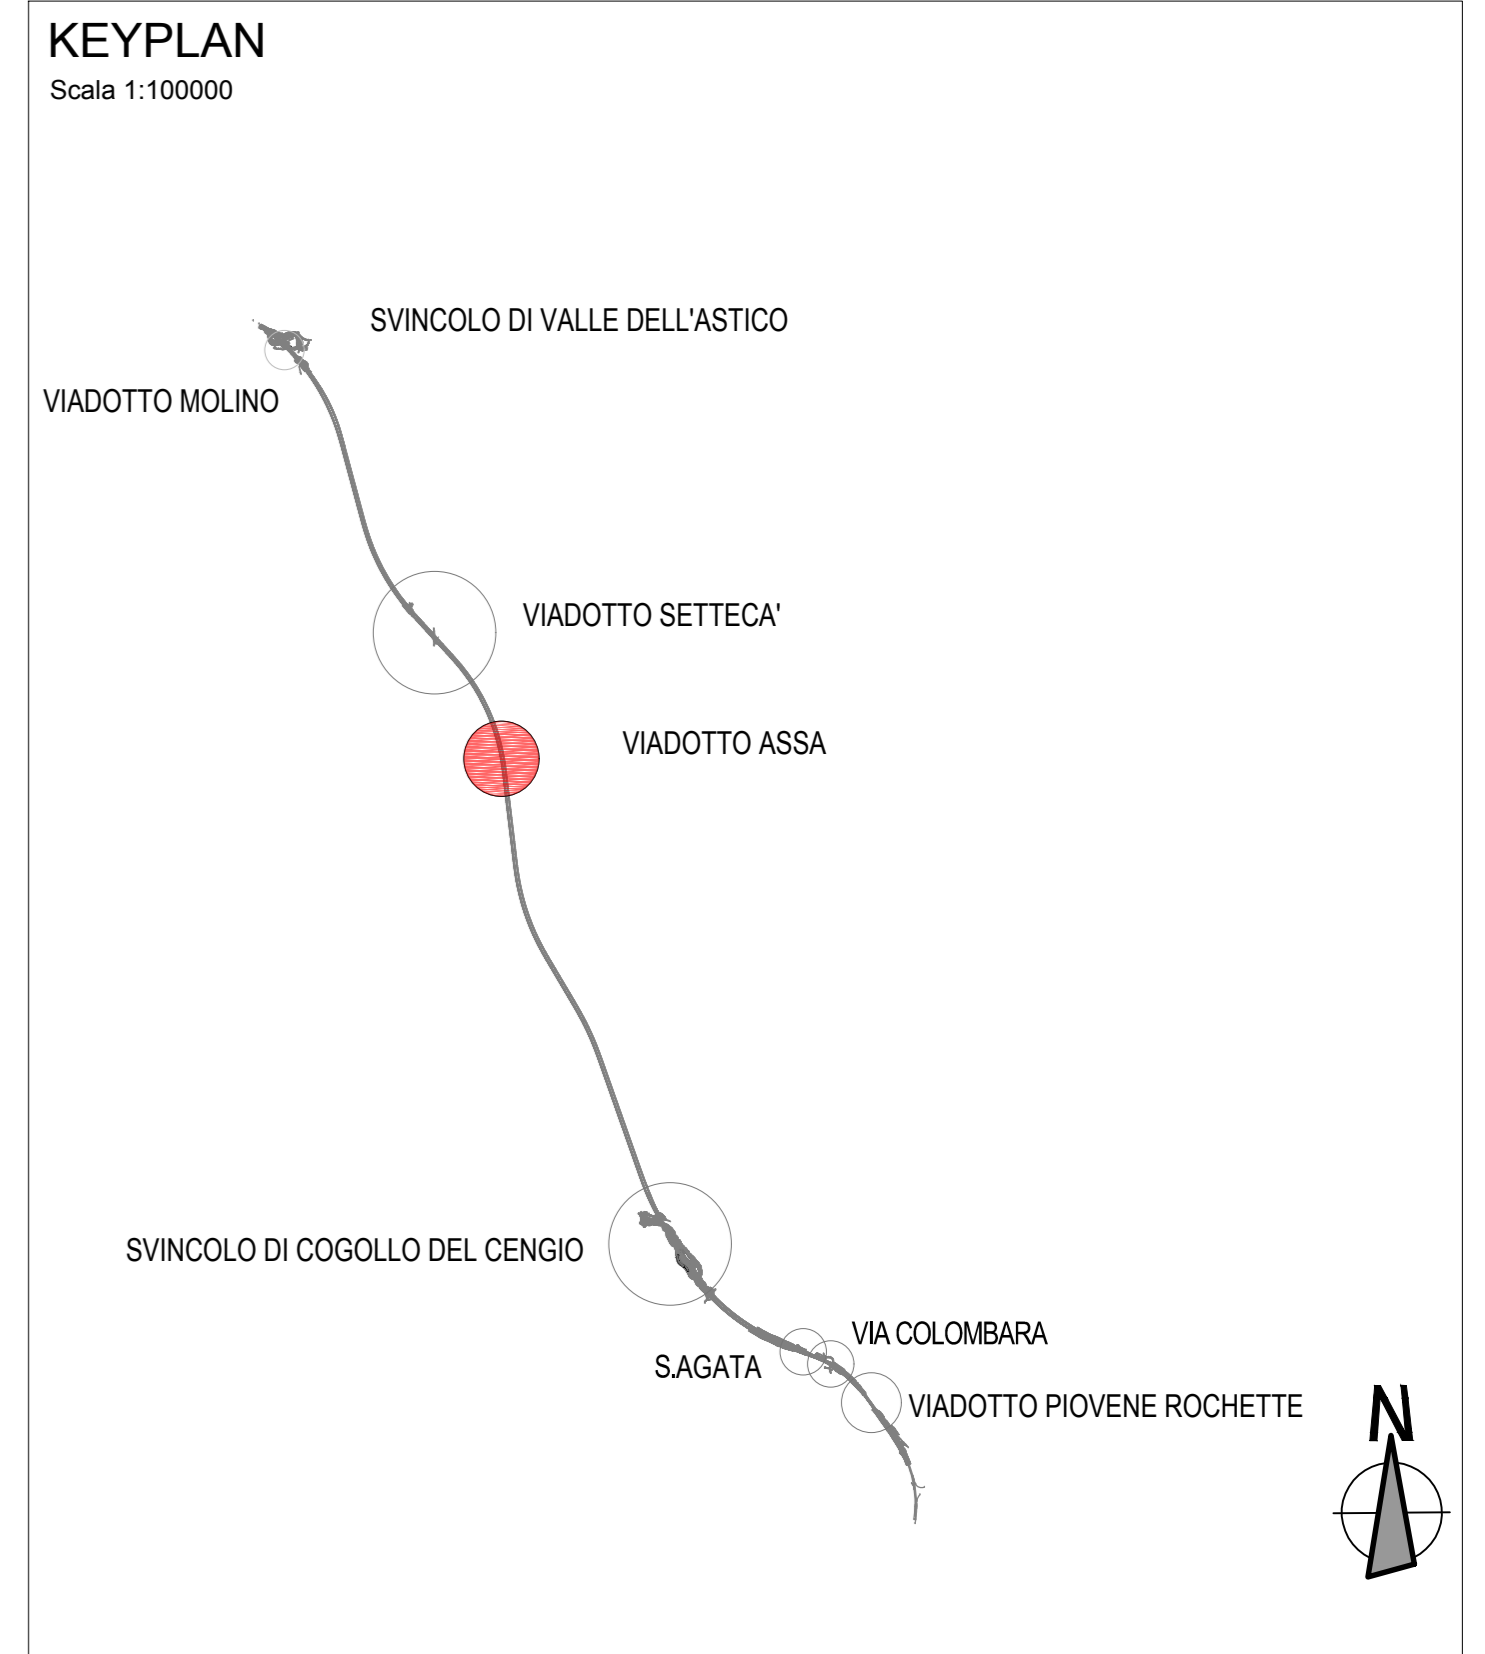 KEYPLAN
Scala 1:100000
SVINCOLO DI VALLE DELL'ASTICO
VIADOTTO MOLINO
VIADOTTO SETTECA'
VIADOTTO ASSA
SVINCOLO DI COGOLLO DEL CENGIO
VIA COLOMBARA
S.AGATA
VIADOTTO PIOVENE ROCHETTE
N